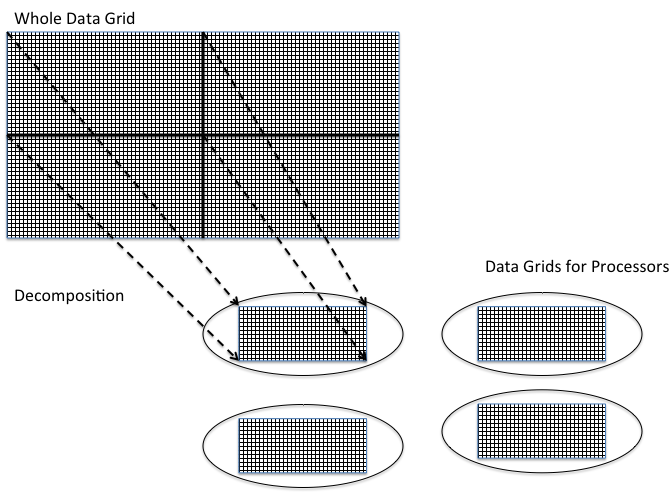 Whole Data Grid
Data Grids for Processors
Decomposition